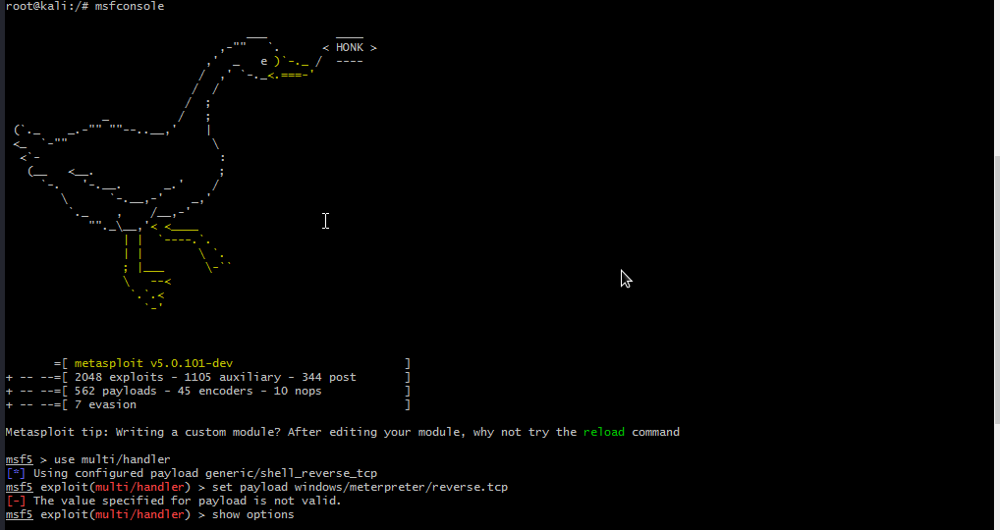 root@kali:/# msfconsole
< HONK >
=[ metasploit v5.0.101-dev ]
+ -- --=[ 2048 exploits - 1105 auxiliary - 344 post ]
+ -- --=[ 562 payloads - 45 encoders - 10 nops ]
+ -- --=[ 7 evasion ]
Metasploit tip: Writing a custom module? After editing your module, why not try the reload command
msf5 > use multi/handler
[*] Using configured payload generic/shell_reverse_tcp
msf5 exploit(multi/handler) > set payload windows/meterpreter/reverse.tcp
[-] The value specified for payload is not valid.
msf5 exploit(multi/handler) > show options